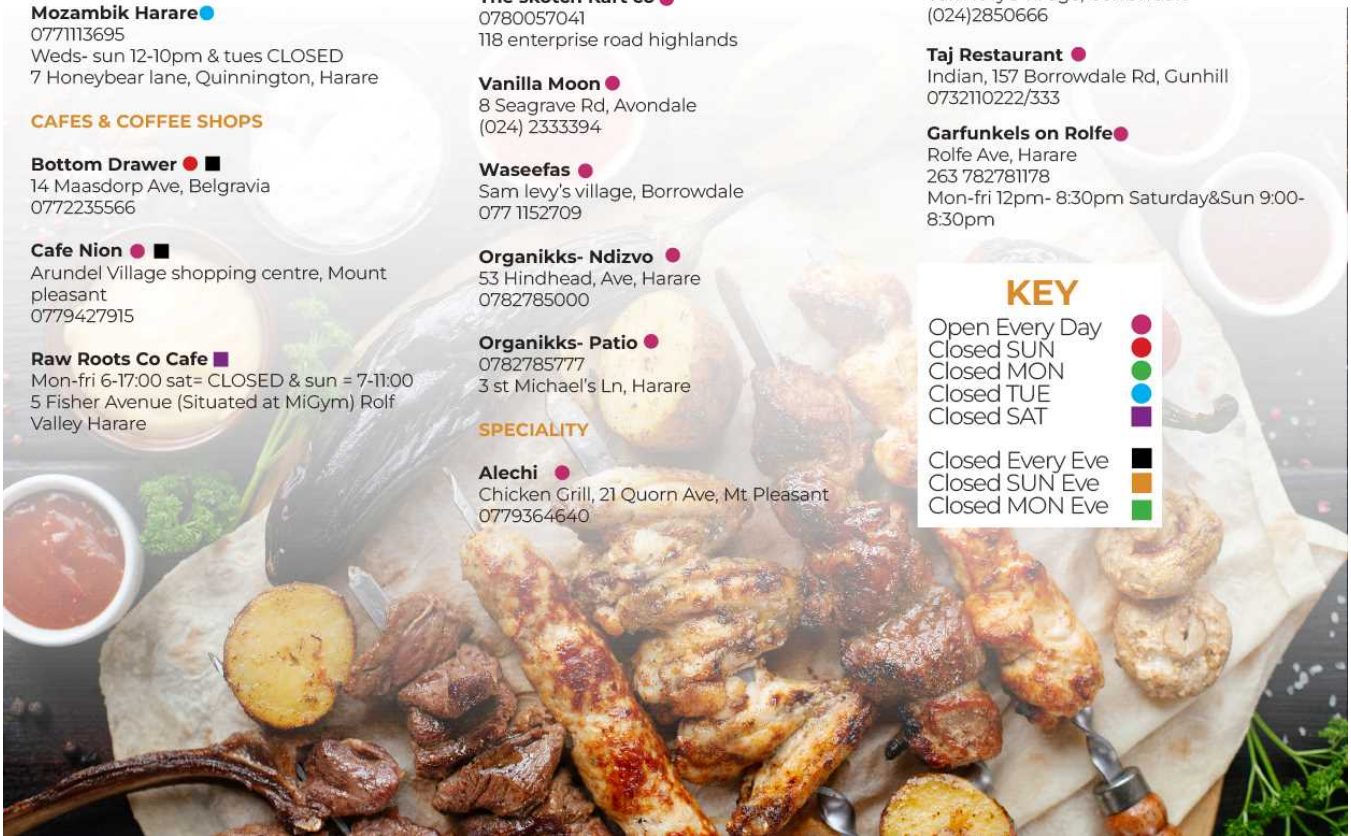 Mozambik Harare
0771113695
Weds- sun 12-10pm & tues CLOSED
7 Honeybear lane, Quinnington, Harare
CAFES & COFFEE SHOPS
Bottom Drawer
14 Maasdorp Ave, Belgravia
0772235566
Cafe Nion
Arundel Village shopping centre, Mount
pleasant
0779427915
Raw Roots Co Cafe
Mon-fri 6-17:00 sat= CLOSED & sun = 7-11:00
5 Fisher Avenue (Situated at MiGym) Rolf
Valley Harare
0780057041
118 enterprise road highlands
Vanilla Moon
8 Seagrave Rd, Avondale
(024) 2333394
Waseefas
Sam levy's village, Borrowdale
077 1152709
Organikks- Ndizvo
53 Hindhead, Ave, Harare
0782785000
Organikks- Patio
0782785777
3 st Michael's Ln, Harare
SPECIALITY
Alechi
Chicken Grill, 21 Quorn Ave, Mt Pleasant
0779364640
(024)2850666
Taj Restaurant
Indian, 157 Borrowdale Rd, Gunhill
0732110222/333
Garfunkels on Rolfe
Rolfe Ave, Harare
263 782781178
Mon-fri 12pm- 8:30pm Saturday&Sun 9:00-
8:30pm
KEY
Open Every Day
Closed SUN
Closed MON
Closed TUE
Closed SAT
Closed Every Eve
Closed SUN Eve
Closed MON Eve